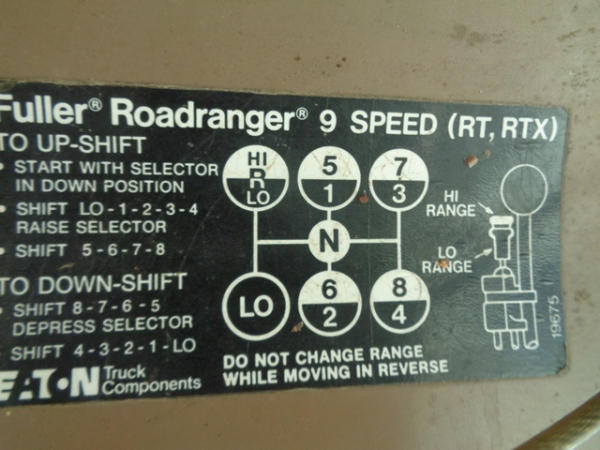 Fuller® Roadranger® 9 SPEED (RT, RTX)
TO UP-SHIFT
• START WITH SELECTOR
IN DOWN POSITION
• SHIFT LO-1-2-3-4
RAISE SELECTOR
• SHIFT 5-6-7-8
TO DOWN-SHIFT
• SHIFT 8-7-6-5
DEPRESS SELECTOR
• SHIFT 4-3-2-1-LO
EATON Truck
Components
HI
R
LO
5
1
7
3
N
LO
6
2
8
4
DO NOT CHANGE RANGE
WHILE MOVING IN REVERSE
HI
RANGE
LO
RANGE
19675